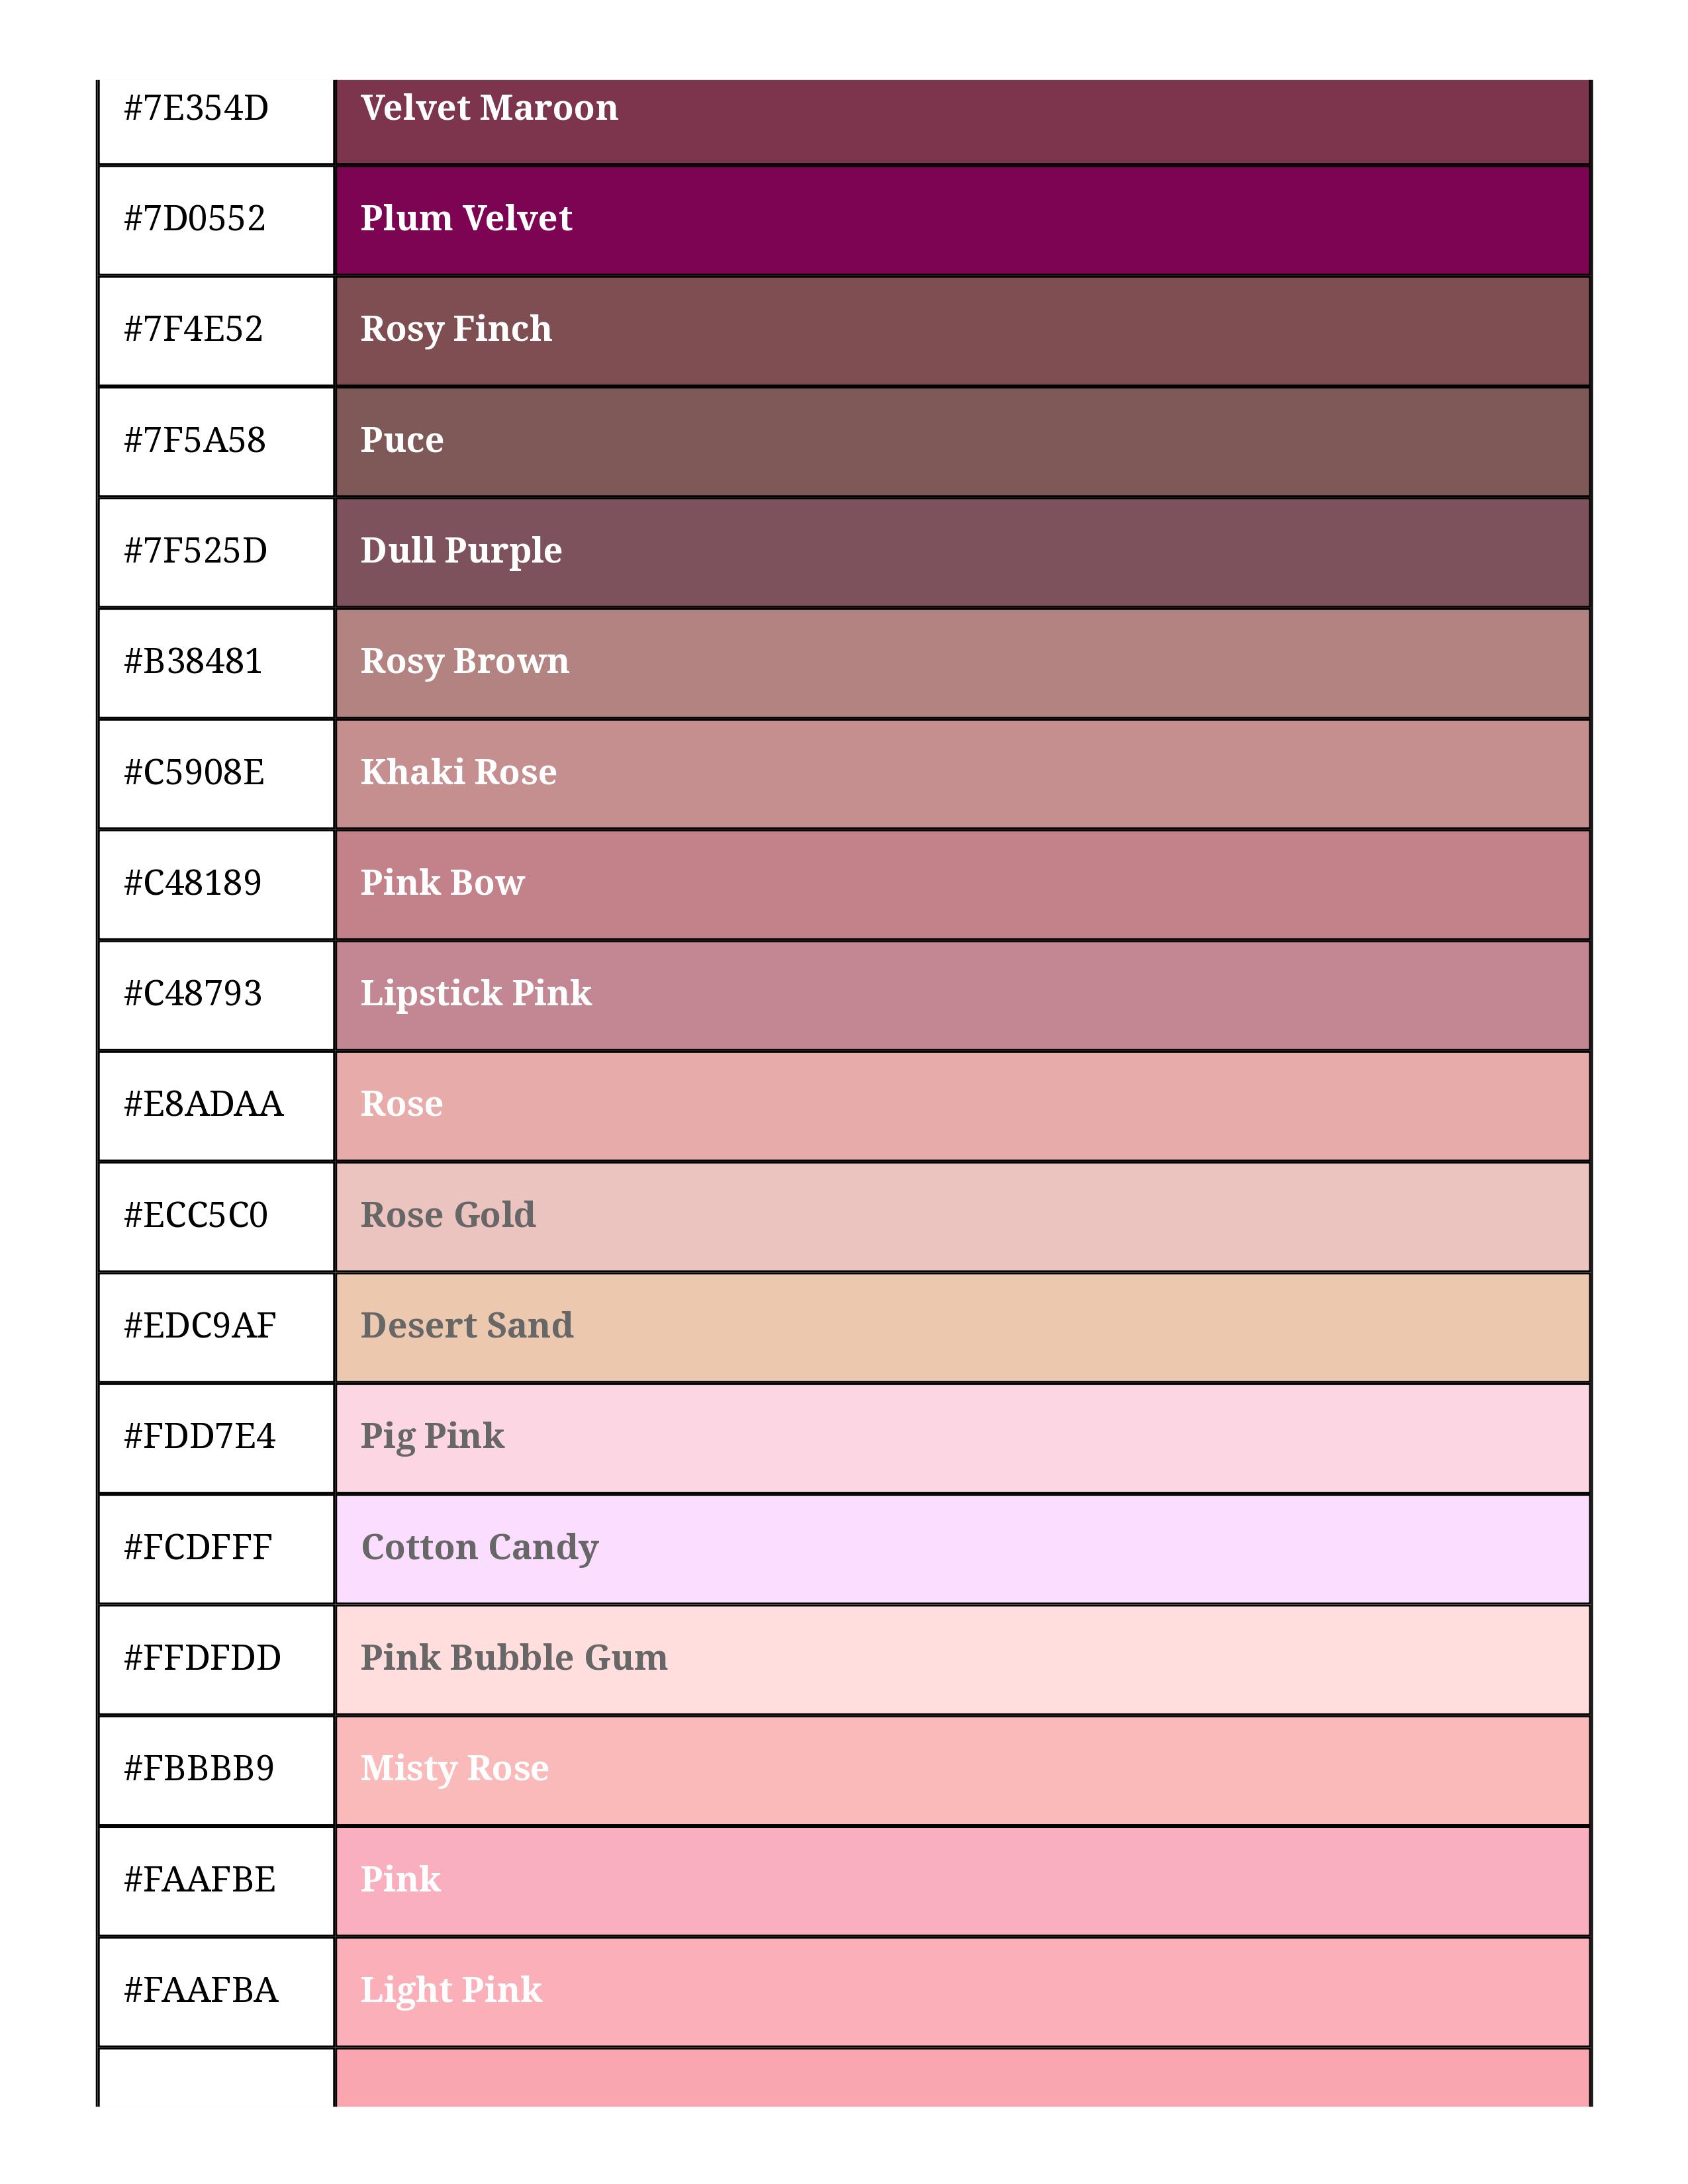 #7E354D Velvet Maroon
#7D0552 Plum Velvet
#7F4E52 Rosy Finch
#7F5A58 Puce
#7F525D Dull Purple
#B38481 Rosy Brown
#C5908E Khaki Rose
#C48189 Pink Bow
#C48793 Lipstick Pink
#E8ADAA Rose
#ECC5C0 Rose Gold
#EDC9AF Desert Sand
#FDD7E4 Pig Pink
#FCDFFF Cotton Candy
#FFDFDD Pink Bubble Gum
#FBBBB9 Misty Rose
#FAAFBE Pink
#FAAFBA Light Pink